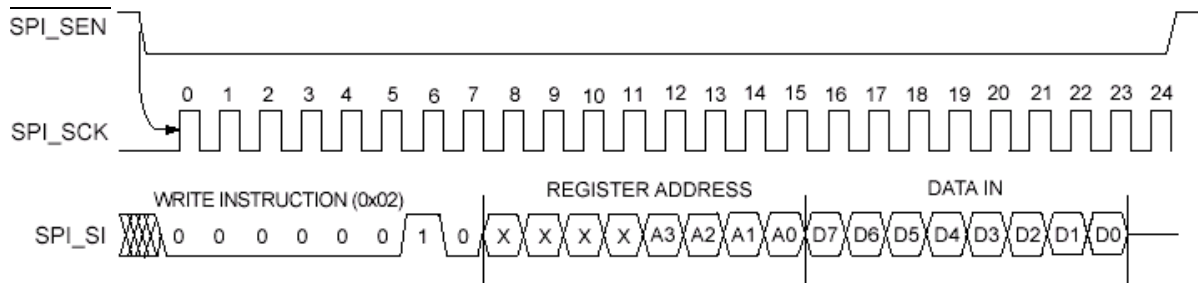 SPI_SEN
0 1 2 3 4 5 6 7 8 9 10 11 12 13 14 15 16 17 18 19 20 21 22 23 24
SPI_SCK
WRITE INSTRUCTION (0x02) REGISTER ADDRESS DATA IN
SPI_SI 0 0 0 0 0 0 1 0 X X X X A3 A2 A1 A0 D7 D6 D5 D4 D3 D2 D1 D0